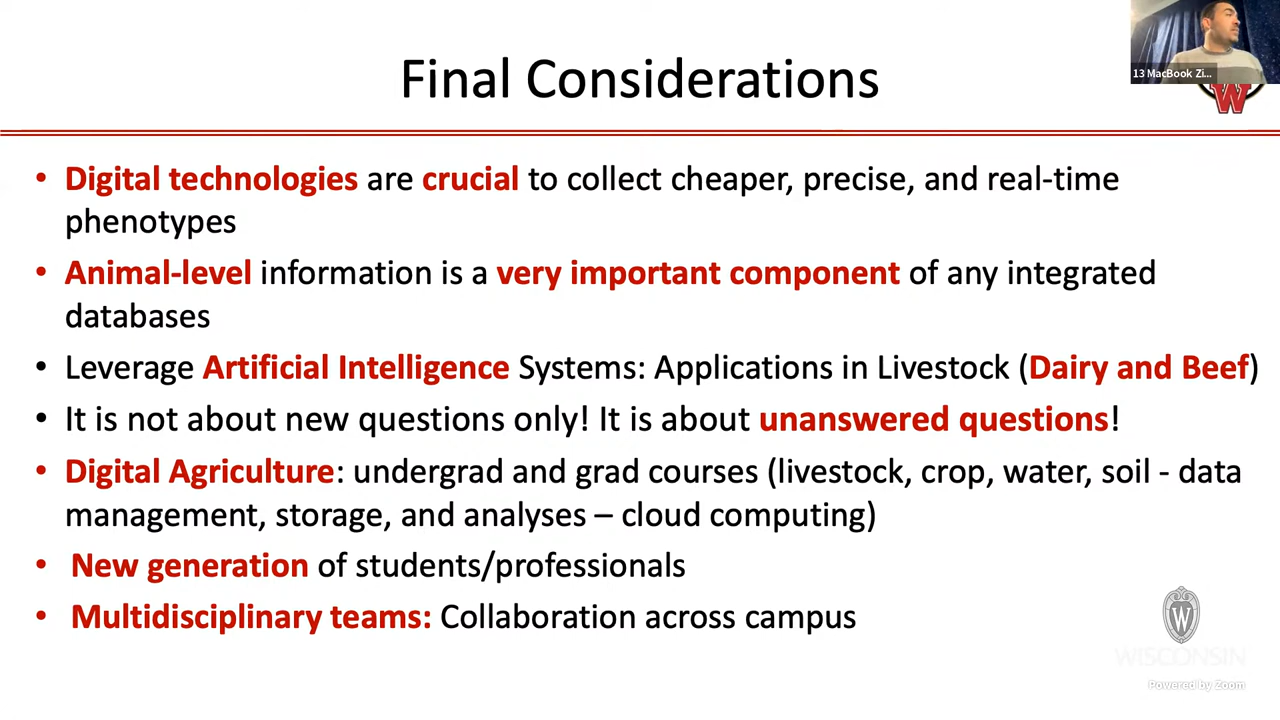 Final Considerations
13 MacBook Zi...
W
• Digital technologies are crucial to collect cheaper, precise, and real-time
phenotypes
• Animal-level information is a very important component of any integrated
databases
• Leverage Artificial Intelligence Systems: Applications in Livestock (Dairy and Beef)
• It is not about new questions only! It is about unanswered questions!
• Digital Agriculture: undergrad and grad courses (livestock, crop, water, soil - data
management, storage, and analyses – cloud computing)
• New generation of students/professionals
• Multidisciplinary teams: Collaboration across campus
W
WISCONSIN
Powered by Zoom